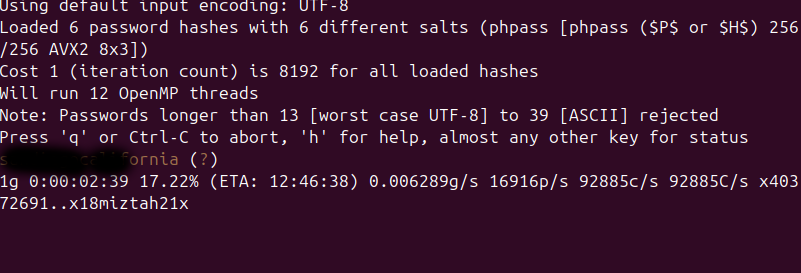 Using default input encoding: UTF-8
Loaded 6 password hashes with 6 different salts (phpass [phpass ($P$ or $H$) 256
/256 AVX2 8x3])
Cost 1 (iteration count) is 8192 for all loaded hashes
Will run 12 OpenMP threads
Note: Passwords longer than 13 [worst case UTF-8] to 39 [ASCII] rejected
Press 'q' or Ctrl-C to abort, 'h' for help, almost any other key for status
(?)
1g 0:00:02:39 17.22% (ETA: 12:46:38) 0.006289g/s 16916p/s 92885c/s 92885C/s x403
72691..x18miztah21x